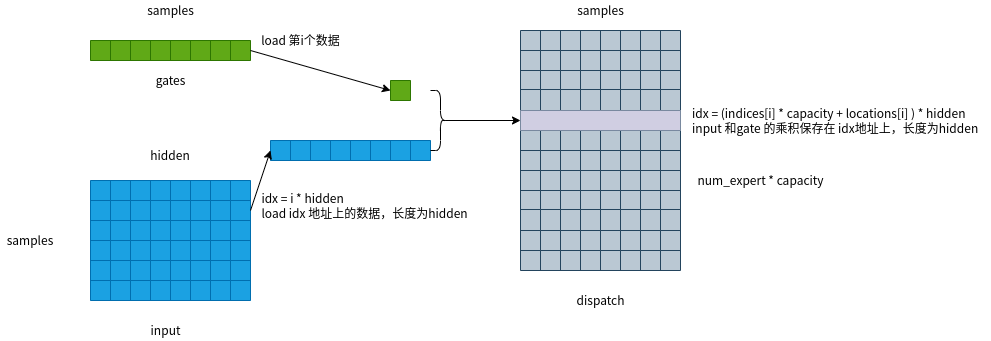 samples
load 第i个数据
gates
hidden
idx = i * hidden
load idx 地址上的数据，长度为hidden
samples
input
samples
idx = (indices[i] * capacity + locations[i] ) * hidden
input 和gate 的乘积保存在 idx地址上，长度为hidden
num_expert * capacity
dispatch